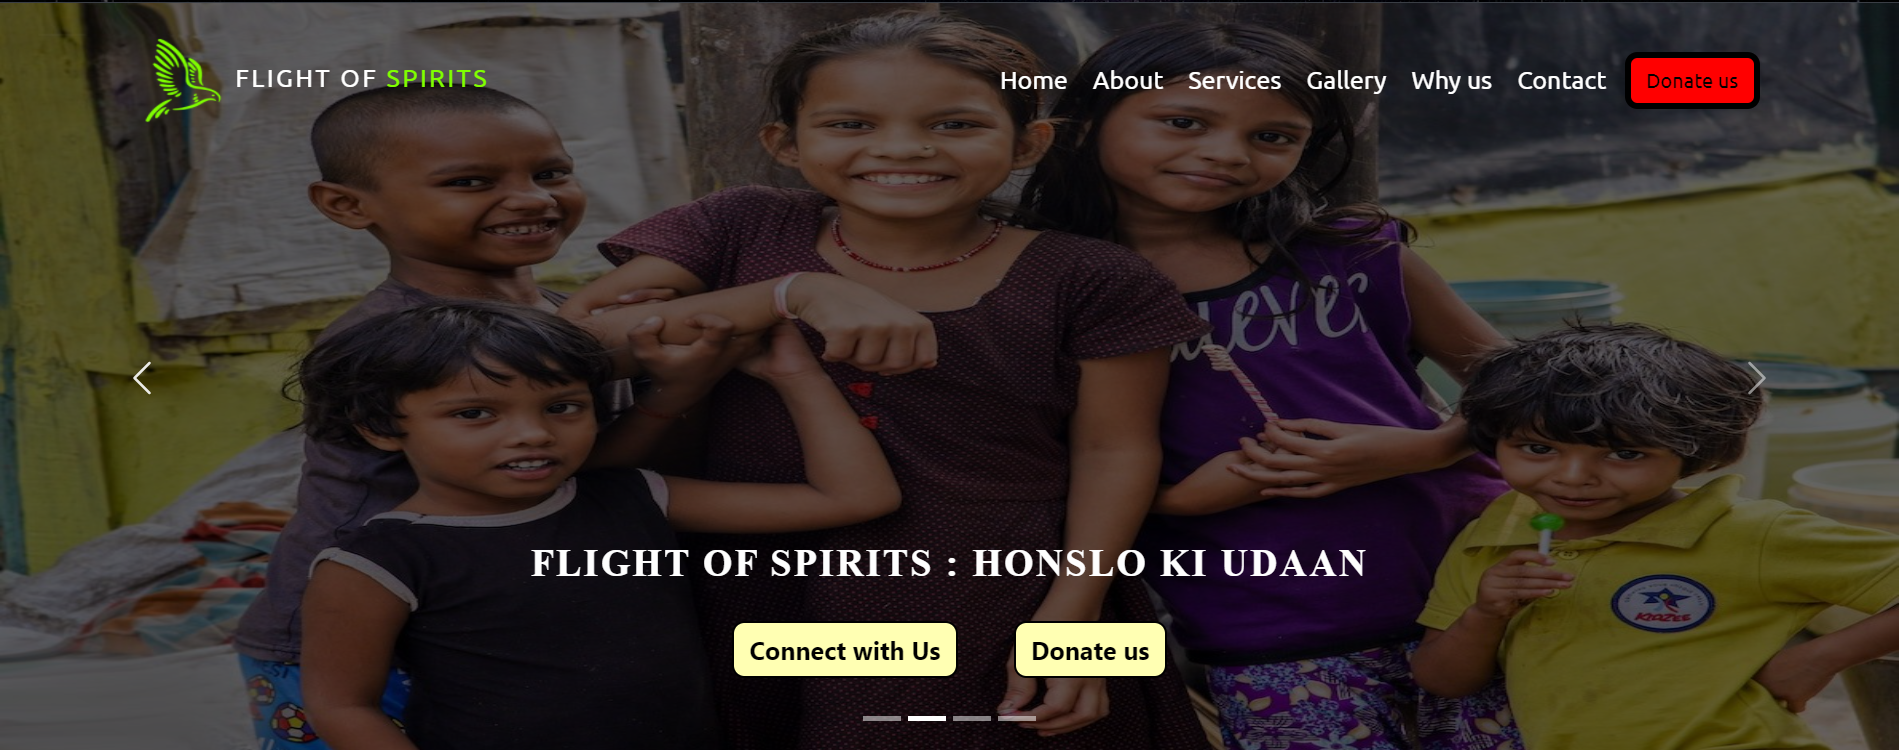 FLIGHT OF SPIRITS
Home About Services Gallery Why us Contact Donate us
FLIGHT OF SPIRITS : HONSLO KI UDAAN
Connect with Us Donate us